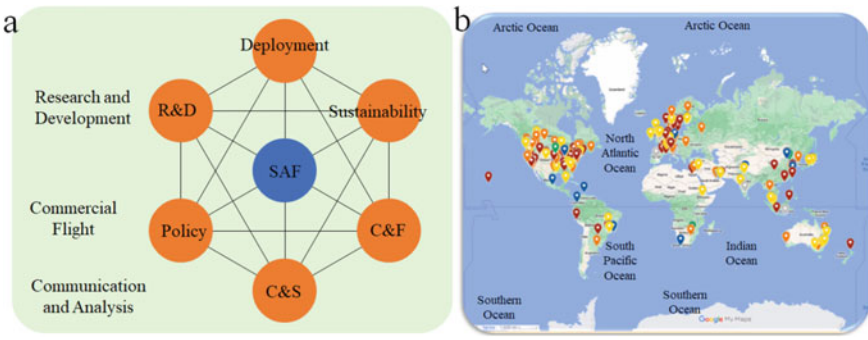 a
Deployment
Research and
Development
R&D
Sustainability
SAF
Commercial
Flight
Policy
C&F
Communication
and Analysis
C&S
b
Arctic Ocean
Arctic Ocean
North
Atlantic
Ocean
South
Pacific
Ocean
Indian
Ocean
Southern
Ocean
Southern
Ocean
Google My Maps